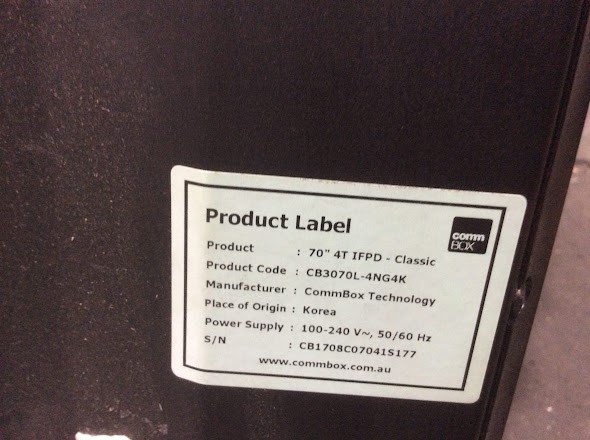 Product Label
comm
BOX
Product : 70" 4T IFPD - Classic
Product Code : CB3070L-4NG4K
Manufacturer : CommBox Technology
Place of Origin : Korea
Power Supply : 100-240 V~, 50/60 Hz
S/N : CB1708C07041S177
www.commbox.com.au